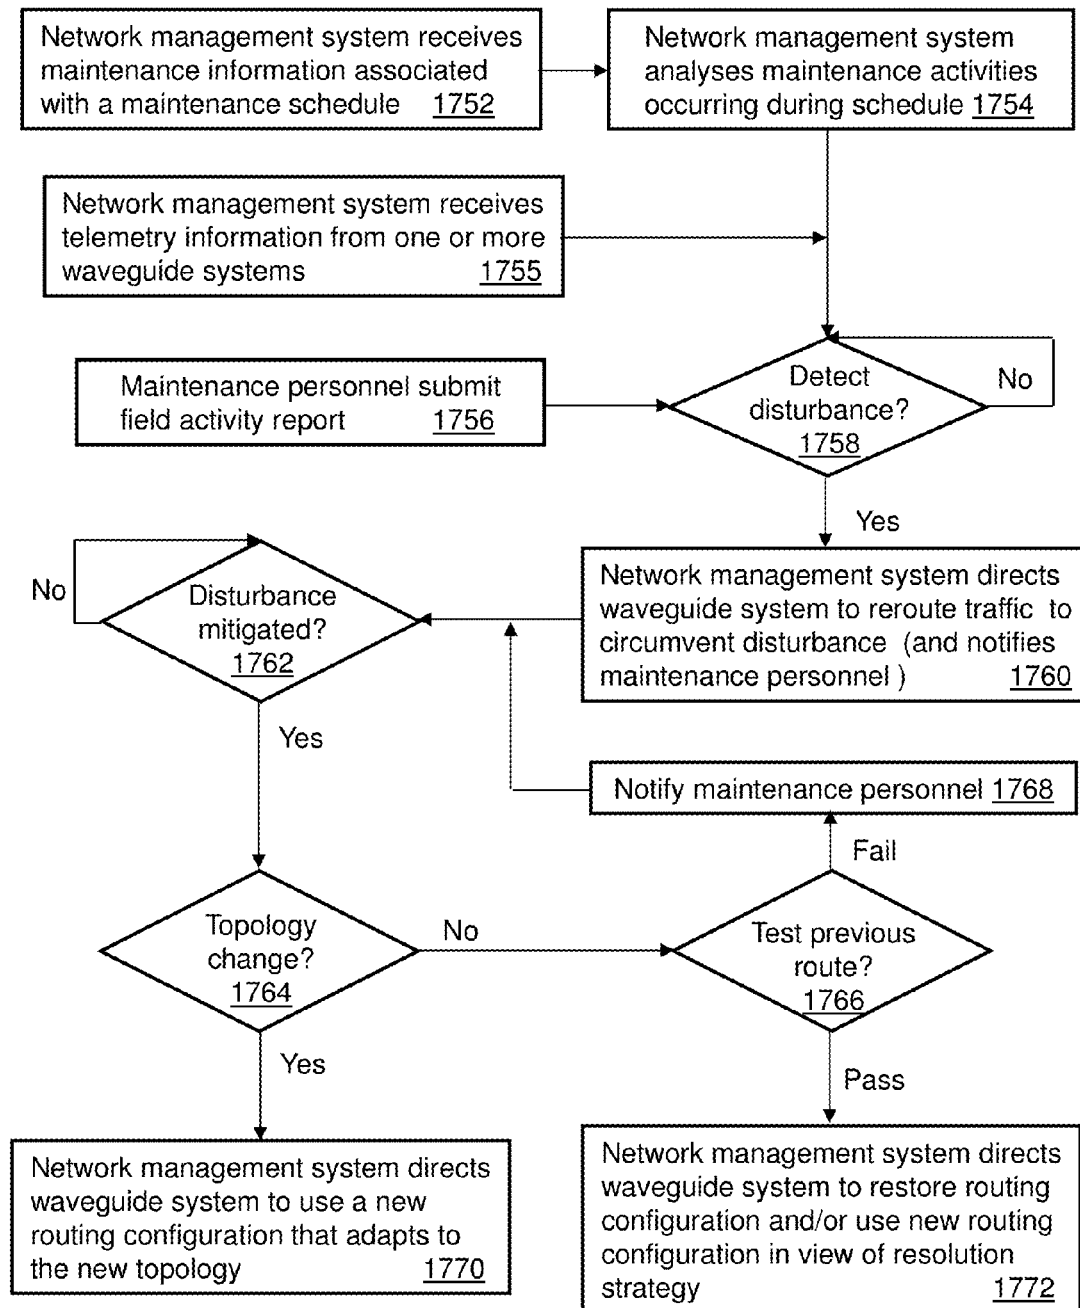 Network management system receives
maintenance information associated
with a maintenance schedule 1752
Network management system
analyses maintenance activities
occurring during schedule 1754
Network management system receives
telemetry information from one or more
waveguide systems 1755
Maintenance personnel submit
field activity report 1756
Detect
disturbance?
1758
No
Yes
Network management system directs
waveguide system to reroute traffic to
circumvent disturbance (and notifies
maintenance personnel ) 1760
No
Disturbance
mitigated?
1762
Yes
Notify maintenance personnel 1768
Fail
Topology
change?
1764
No
Test previous
route?
1766
Yes
Pass
Network management system directs
waveguide system to use a new
routing configuration that adapts to
the new topology 1770
Network management system directs
waveguide system to restore routing
configuration and/or use new routing
configuration in view of resolution
strategy 1772